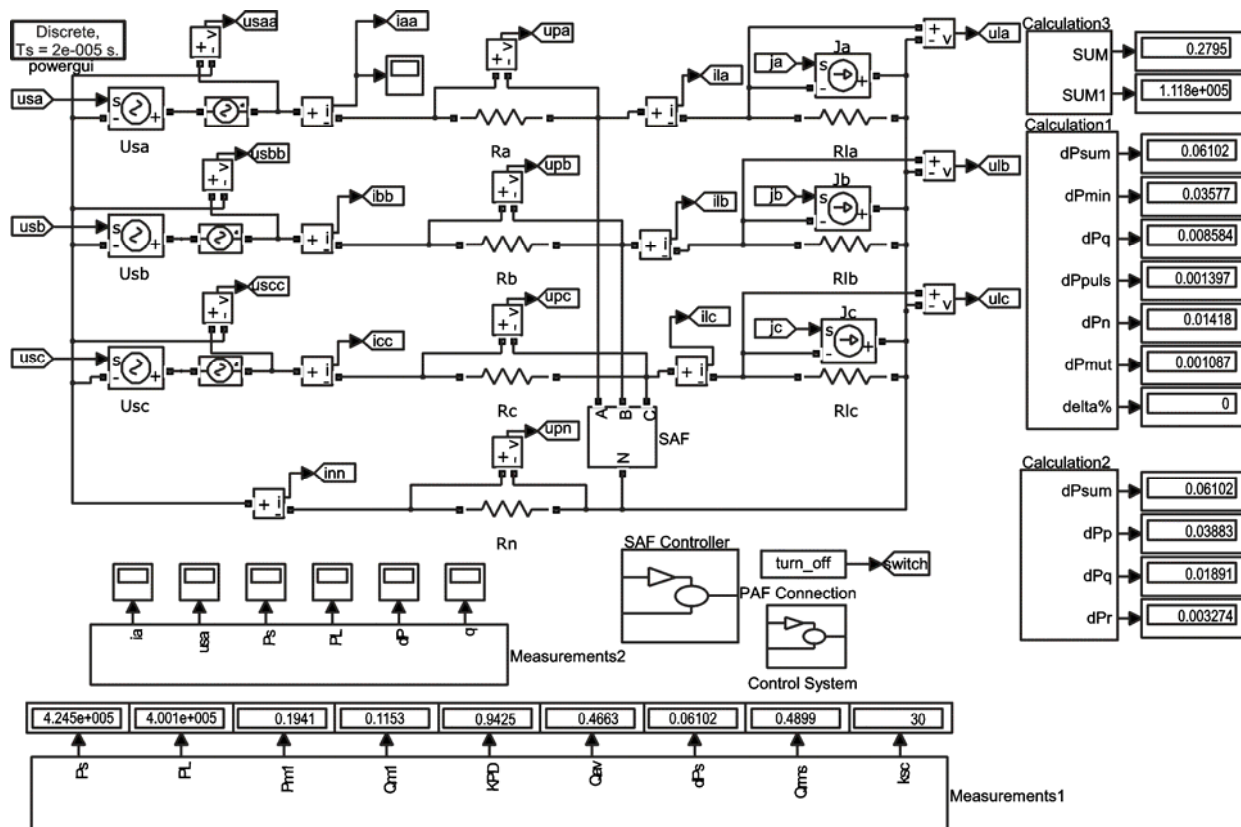 Discrete,
Ts = 2e-005 s.
powergui
usaa
iaa
upa
ula
Calculation3
SUM
0.2795
SUM1
1.118e+005
usa
s
- +
Usa
+ - v
+ i -
Ra
ila
ja
Ja
s
Rla
Calculation1
dPsum
0.06102
dPmin
0.03577
dPq
0.008584
dPpuls
0.001397
dPn
0.01418
dPmut
0.001087
delta%
0
usbb
ibb
upb
ilb
jb
Jb
s
ulb
usb
s
- +
Usb
Rb
Rlb
uscc
icc
upc
ilc
jc
Jc
s
ulc
usc
s
- +
Usc
Rc
Rlc
A B C
SAF
N
upn
inn
Rn
Calculation2
dPsum
0.06102
dPp
0.03883
dPq
0.01891
dPr
0.003274
SAF Controller
turn_off
switch
PAF Connection
Control System
ia
usa
Ps
PL
dP
q
Measurements2
4.245e+005
4.001e+005
0.1941
0.1153
0.9425
0.4663
0.06102
0.4899
30
Ps
PL
Pm1
Qm1
KPD
Qav
dPs
Qrms
ksc
Measurements1